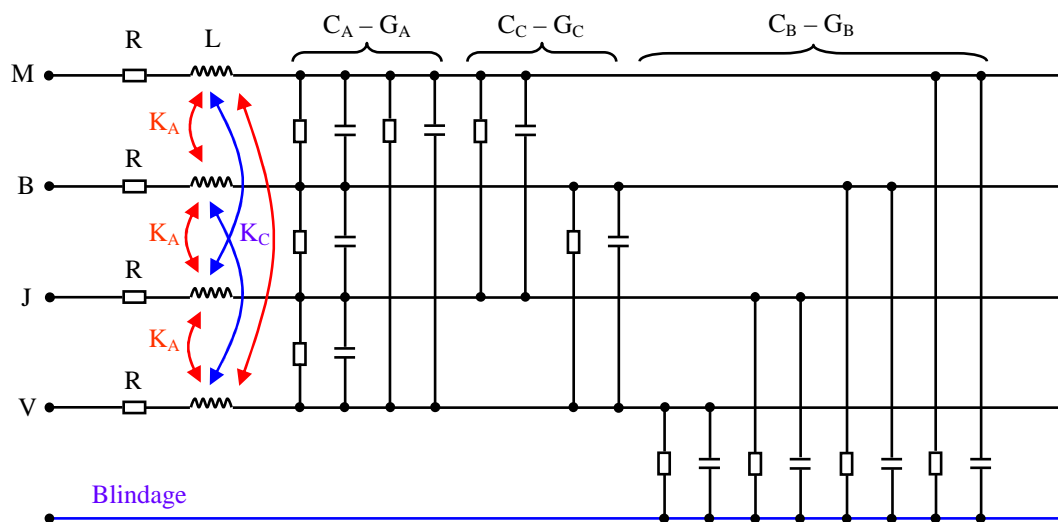 C_A – G_A
C_C – G_C
C_B – G_B
R
L
M
K_A
R
B
K_A
K_C
R
J
K_A
R
V
Blindage